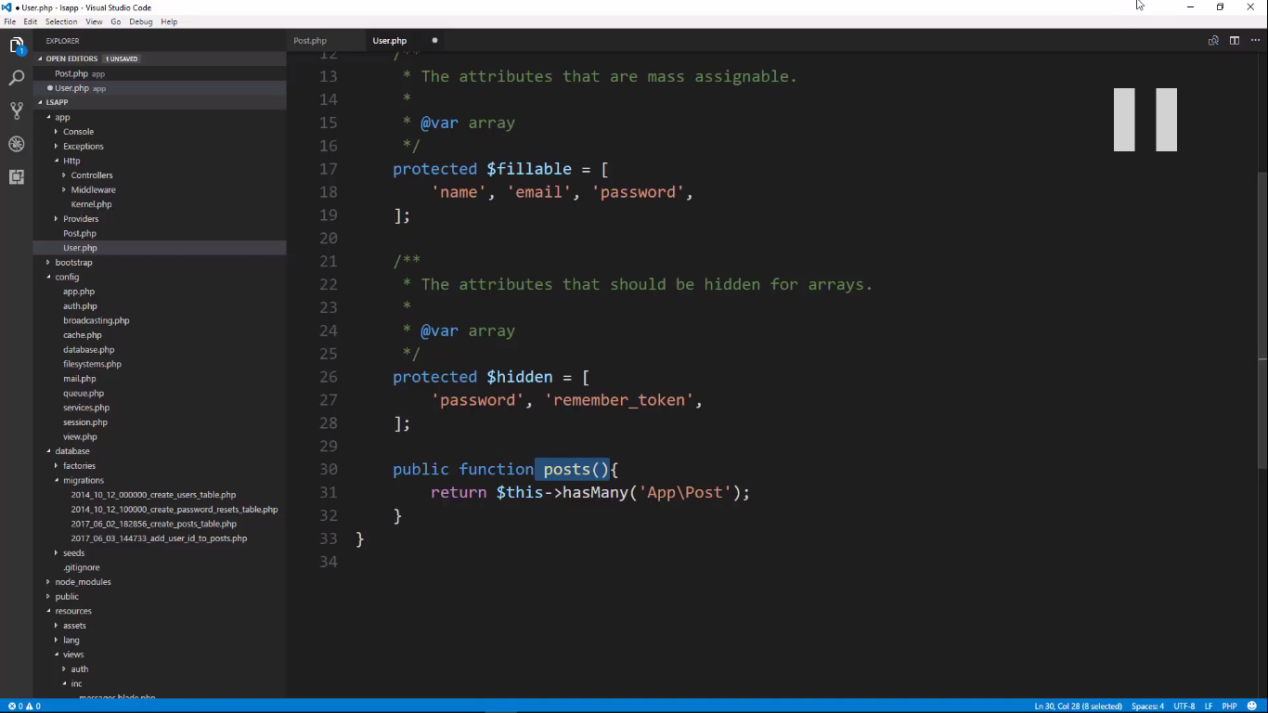 ● User.php - lsapp - Visual Studio Code
File Edit Selection View Go Debug Help
EXPLORER
OPEN EDITORS 1 UNSAVED
Post.php app
User.php app
LSAPP
app
Console
Exceptions
Http
Controllers
Middleware
Kernel.php
Providers
Post.php
User.php
bootstrap
config
app.php
auth.php
broadcasting.php
cache.php
database.php
filesystems.php
mail.php
queue.php
services.php
session.php
view.php
database
factories
migrations
2014_10_12_000000_create_users_table.php
2014_10_12_100000_create_password_resets_table.php
2017_06_02_182856_create_posts_table.php
2017_06_03_144733_add_user_id_to_posts.php
seeds
.gitignore
node_modules
public
resources
assets
lang
views
auth
inc
messages.blade.php
1
Post.php User.php
12 /**
13 * The attributes that are mass assignable.
14 *
15 * @var array
16 */
17 protected $fillable = [
18 'name', 'email', 'password',
19 ];
20
21 /**
22 * The attributes that should be hidden for arrays.
23 *
24 * @var array
25 */
26 protected $hidden = [
27 'password', 'remember_token',
28 ];
29
30 public function posts(){
31 return $this->hasMany('App\Post');
32 }
33 }
34
0 0 Ln 30, Col 28 (8 selected) Spaces: 4 UTF-8 LF PHP